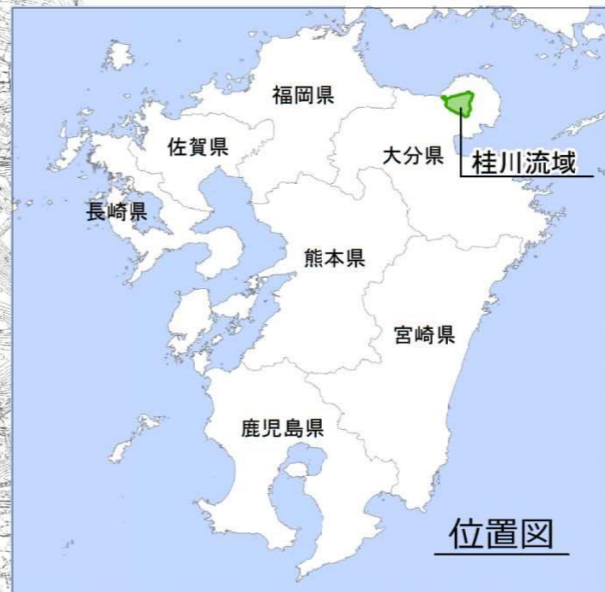 福岡県
佐賀県
大分県
桂川流域
長崎県
熊本県
宮崎県
鹿児島県
位置図